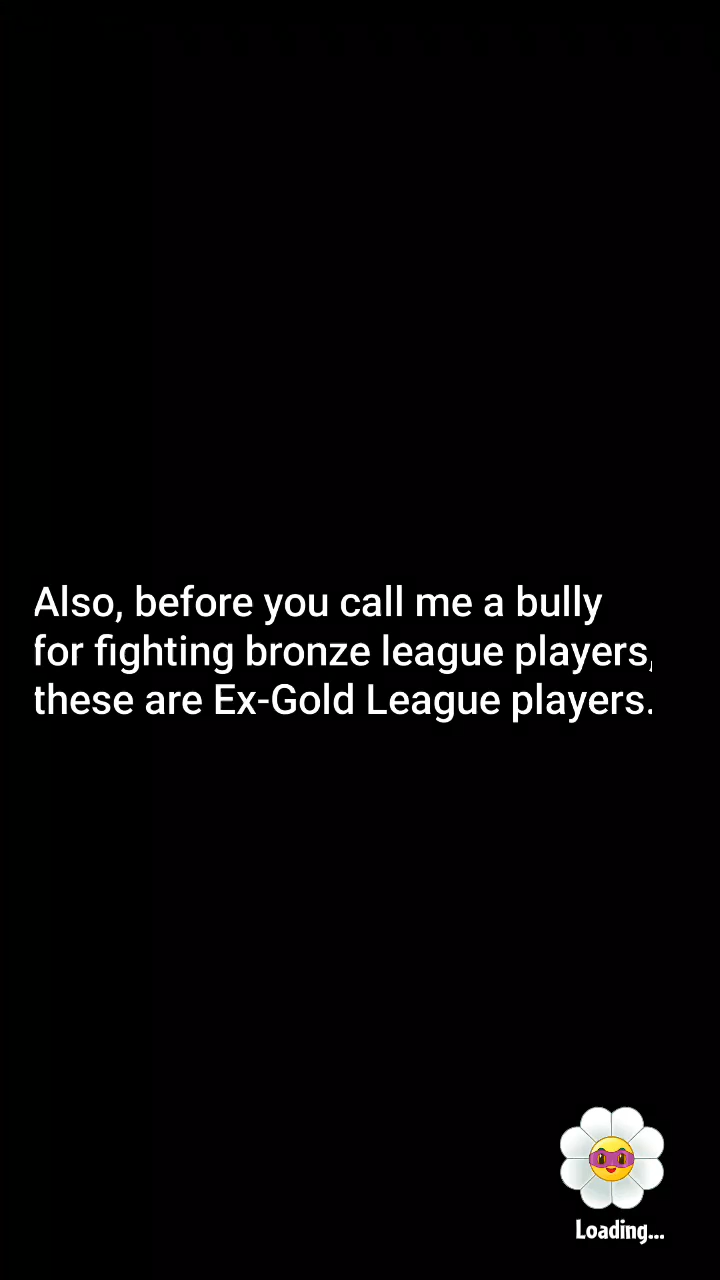 Also, before you call me a bully
for fighting bronze league players,
these are Ex-Gold League players.
Loading...